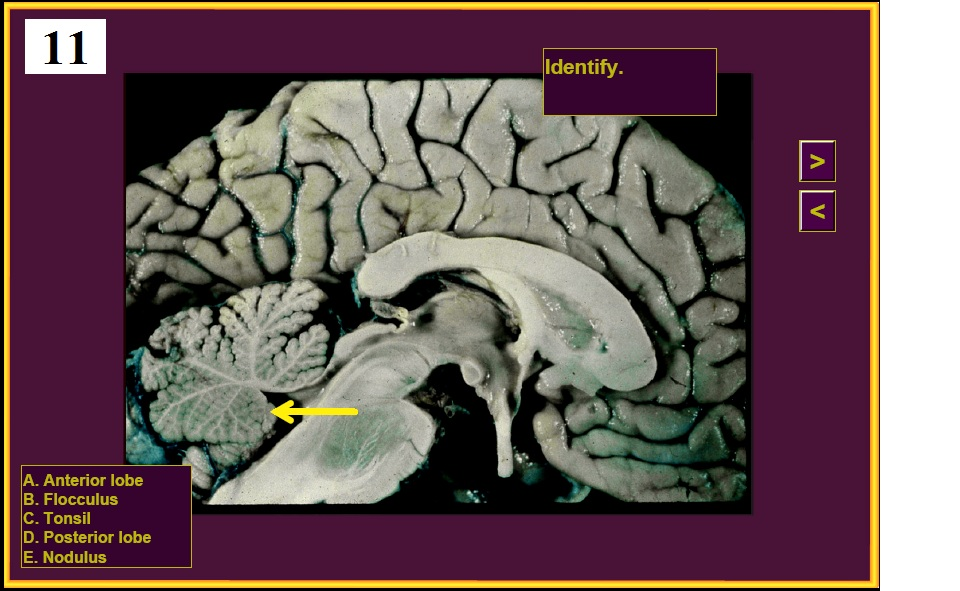 11
Identify.
>
<
A. Anterior lobe
B. Flocculus
C. Tonsil
D. Posterior lobe
E. Nodulus